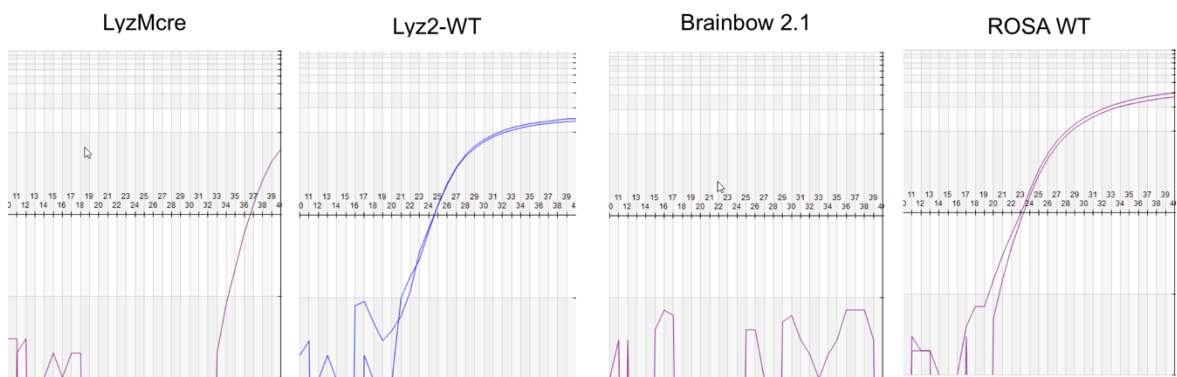 LyzMcre
Lyz2-WT
Brainbow 2.1
ROSA WT
11 13 15 17 19 21 23 25 27 29 31 33 35 37 39
0 12 14 16 18 20 22 24 26 28 30 32 34 36 38 40
11 13 15 17 19 21 23 25 27 29 31 33 35 37 39
0 12 14 16 18 20 22 24 26 28 30 32 34 36 38 4
11 13 15 17 19 21 23 25 27 29 31 33 35 37 39
0 12 14 16 18 20 22 24 26 28 30 32 34 36 38 40
11 13 15 17 19 21 23 25 27 29 31 33 35 37 39
0 12 14 16 18 20 22 24 26 28 30 32 34 36 38 40